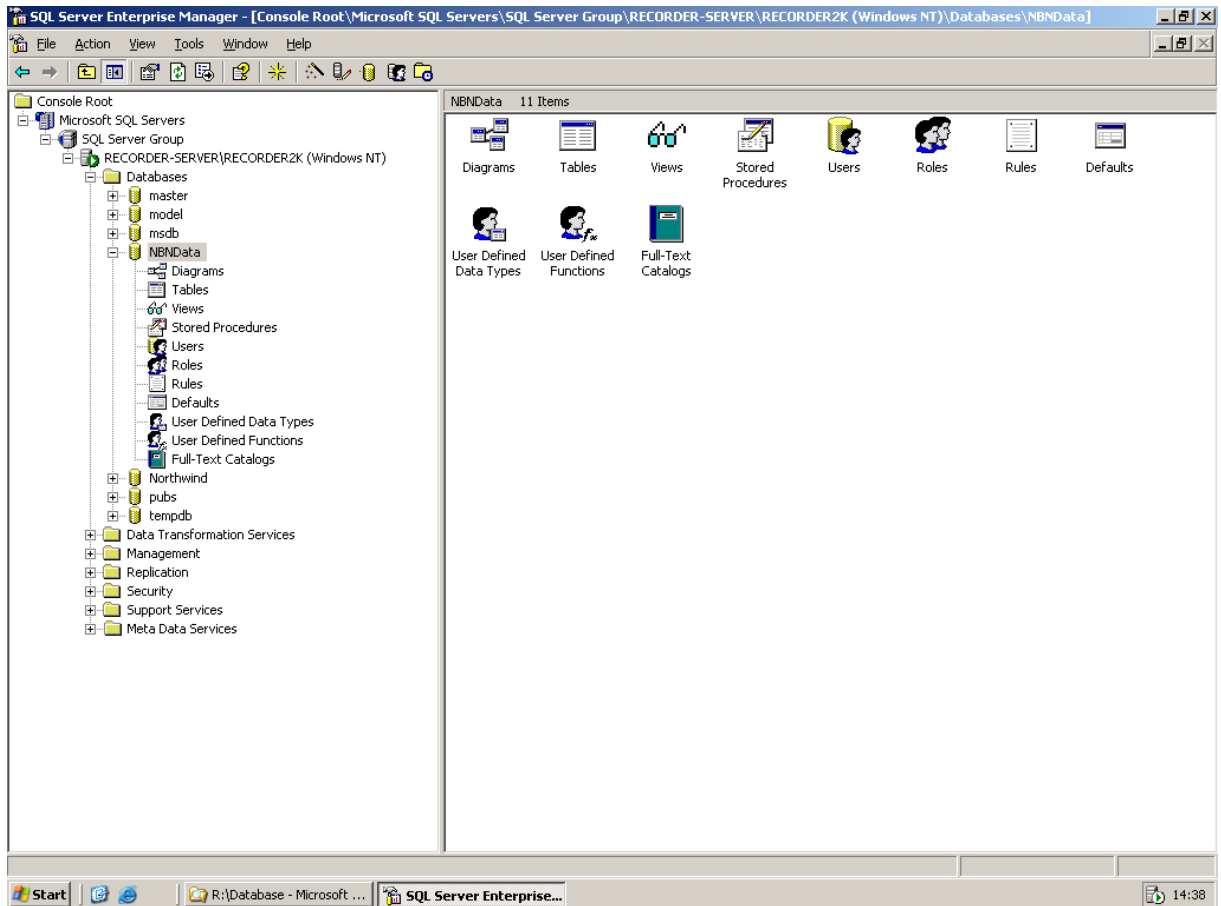 SQL Server Enterprise Manager - [Console Root\Microsoft SQL Servers\SQL Server Group\RECORDER-SERVER\RECORDER2K (Windows NT)\Databases\NBNData]
File Action View Tools Window Help
Console Root
Microsoft SQL Servers
SQL Server Group
RECORDER-SERVER\RECORDER2K (Windows NT)
Databases
master
model
msdb
NBNData
Diagrams
Tables
Views
Stored Procedures
Users
Roles
Rules
Defaults
User Defined Data Types
User Defined Functions
Full-Text Catalogs
Northwind
pubs
tempdb
Data Transformation Services
Management
Replication
Security
Support Services
Meta Data Services
NBNData 11 Items
Diagrams Tables Views Stored Users Roles Rules Defaults
Procedures
User Defined User Defined Full-Text
Data Types Functions Catalogs
Start R:\Database - Microsoft ... SQL Server Enterprise... 14:38